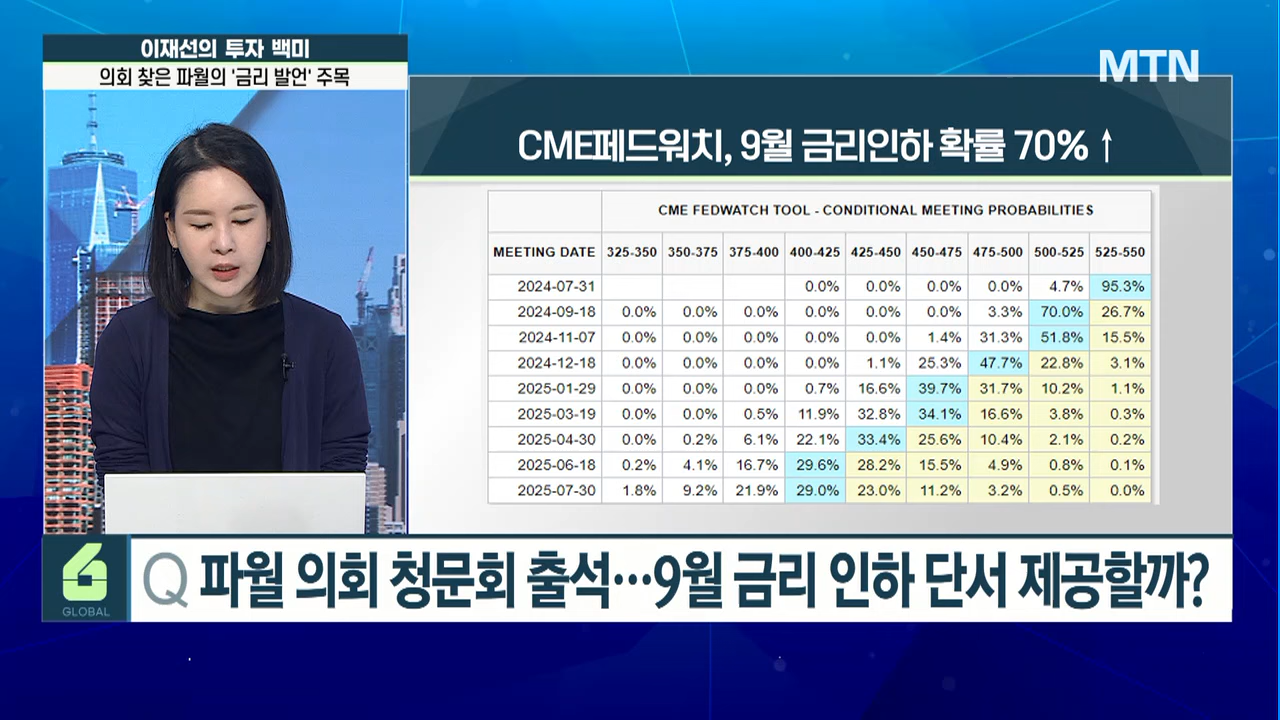 이재선의 투자 백미
의회 찾은 파월의 '금리 발언' 주목
MTN
CME페드워치, 9월 금리인하 확률 70%↑
CME FEDWATCH TOOL - CONDITIONAL MEETING PROBABILITIES
MEETING DATE 325-350 350-375 375-400 400-425 425-450 450-475 475-500 500-525 525-550
2024-07-31 0.0% 0.0% 0.0% 0.0% 4.7% 95.3%
2024-09-18 0.0% 0.0% 0.0% 0.0% 0.0% 0.0% 3.3% 70.0% 26.7%
2024-11-07 0.0% 0.0% 0.0% 0.0% 0.0% 1.4% 31.3% 51.8% 15.5%
2024-12-18 0.0% 0.0% 0.0% 0.0% 1.1% 25.3% 47.7% 22.8% 3.1%
2025-01-29 0.0% 0.0% 0.0% 0.7% 16.6% 39.7% 31.7% 10.2% 1.1%
2025-03-19 0.0% 0.0% 0.5% 11.9% 32.8% 34.1% 16.6% 3.8% 0.3%
2025-04-30 0.0% 0.2% 6.1% 22.1% 33.4% 25.6% 10.4% 2.1% 0.2%
2025-06-18 0.2% 4.1% 16.7% 29.6% 28.2% 15.5% 4.9% 0.8% 0.1%
2025-07-30 1.8% 9.2% 21.9% 29.0% 23.0% 11.2% 3.2% 0.5% 0.0%
6
GLOBAL
Q 파월 의회 청문회 출석…9월 금리 인하 단서 제공할까?